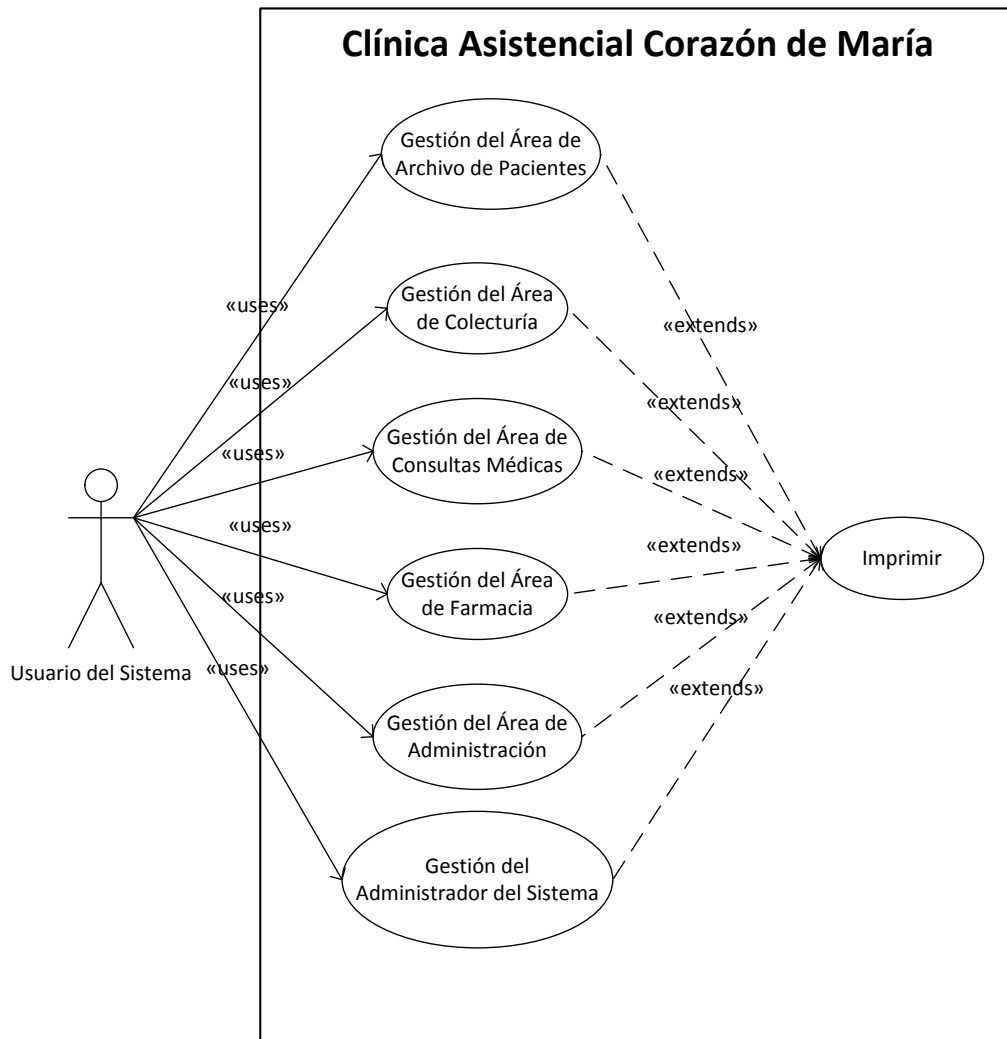 Clínica Asistencial Corazón de María
Gestión del Área de
Archivo de Pacientes
«uses»
Gestión del Área
de Colecturía
«extends»
«uses»
«extends»
Gestión del Área de
Consultas Médicas
«uses»
«extends»
«uses»
«extends»
Gestión del Área
de Farmacia
Imprimir
«uses»
«extends»
Usuario del Sistema
«uses»
«extends»
Gestión del Área de
Administración
Gestión del
Administrador del Sistema